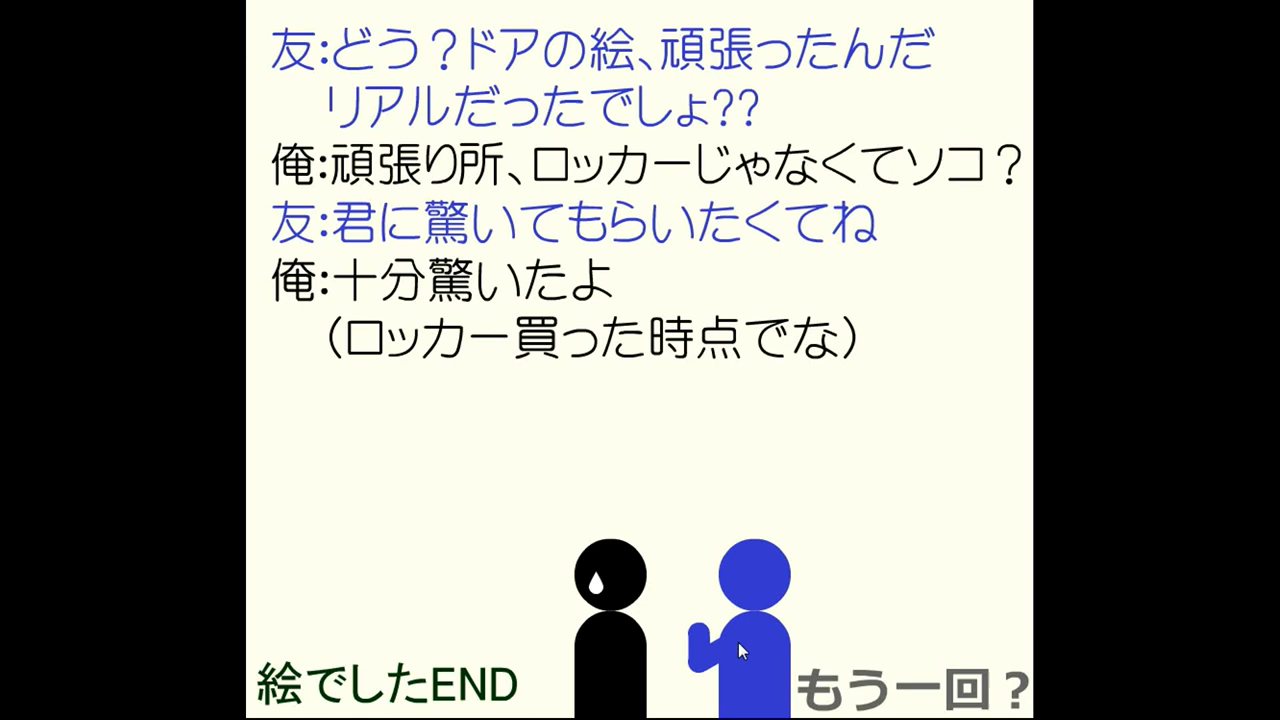 友:どう？ドアの絵、頑張ったんだ
リアルだったでしょ??
俺:頑張り所、ロッカーじゃなくてソコ？
友:君に驚いてもらいたくてね
俺:十分驚いたよ
（ロッカー買った時点でな）
絵でしたEND
もう一回？